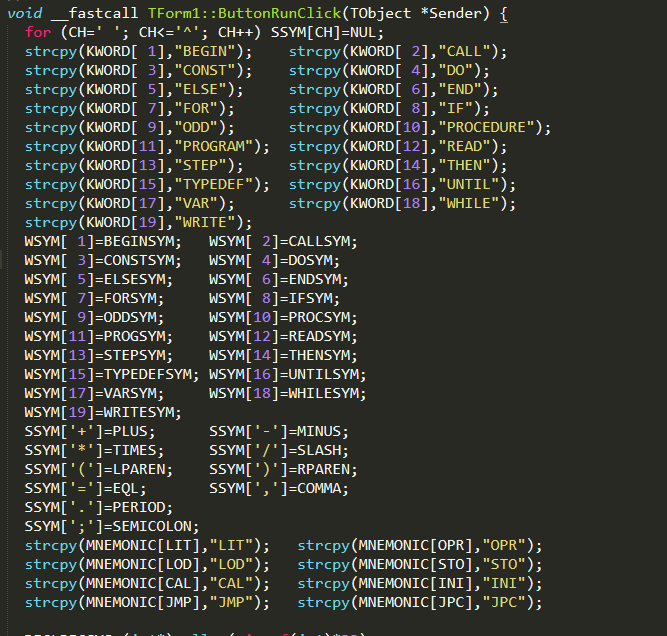 void __fastcall TForm1::ButtonRunClick(TObject *Sender) {
for (CH=' '; CH<='^'; CH++) SSYM[CH]=NUL;
strcpy(KWORD[ 1],"BEGIN"); strcpy(KWORD[ 2],"CALL");
strcpy(KWORD[ 3],"CONST"); strcpy(KWORD[ 4],"DO");
strcpy(KWORD[ 5],"ELSE"); strcpy(KWORD[ 6],"END");
strcpy(KWORD[ 7],"FOR"); strcpy(KWORD[ 8],"IF");
strcpy(KWORD[ 9],"ODD"); strcpy(KWORD[10],"PROCEDURE");
strcpy(KWORD[11],"PROGRAM"); strcpy(KWORD[12],"READ");
strcpy(KWORD[13],"STEP"); strcpy(KWORD[14],"THEN");
strcpy(KWORD[15],"TYPEDEF"); strcpy(KWORD[16],"UNTIL");
strcpy(KWORD[17],"VAR"); strcpy(KWORD[18],"WHILE");
strcpy(KWORD[19],"WRITE");
WSYM[ 1]=BEGINSYM; WSYM[ 2]=CALLSYM;
WSYM[ 3]=CONSTSYM; WSYM[ 4]=DOSYM;
WSYM[ 5]=ELSESYM; WSYM[ 6]=ENDSYM;
WSYM[ 7]=FORSYM; WSYM[ 8]=IFSYM;
WSYM[ 9]=ODDSYM; WSYM[10]=PROCSYM;
WSYM[11]=PROGSYM; WSYM[12]=READSYM;
WSYM[13]=STEPSYM; WSYM[14]=THENSYM;
WSYM[15]=TYPEDEFSYM; WSYM[16]=UNTILSYM;
WSYM[17]=VARSYM; WSYM[18]=WHILESYM;
WSYM[19]=WRITESYM;
SSYM['+']=PLUS; SSYM['-']=MINUS;
SSYM['*']=TIMES; SSYM['/']=SLASH;
SSYM['(']=LPAREN; SSYM[')']=RPAREN;
SSYM['=']=EQL; SSYM[',']=COMMA;
SSYM['.']=PERIOD;
SSYM[';']=SEMICOLON;
strcpy(MNEMONIC[LIT],"LIT"); strcpy(MNEMONIC[OPR],"OPR");
strcpy(MNEMONIC[LOD],"LOD"); strcpy(MNEMONIC[STO],"STO");
strcpy(MNEMONIC[CAL],"CAL"); strcpy(MNEMONIC[INI],"INI");
strcpy(MNEMONIC[JMP],"JMP"); strcpy(MNEMONIC[JPC],"JPC");